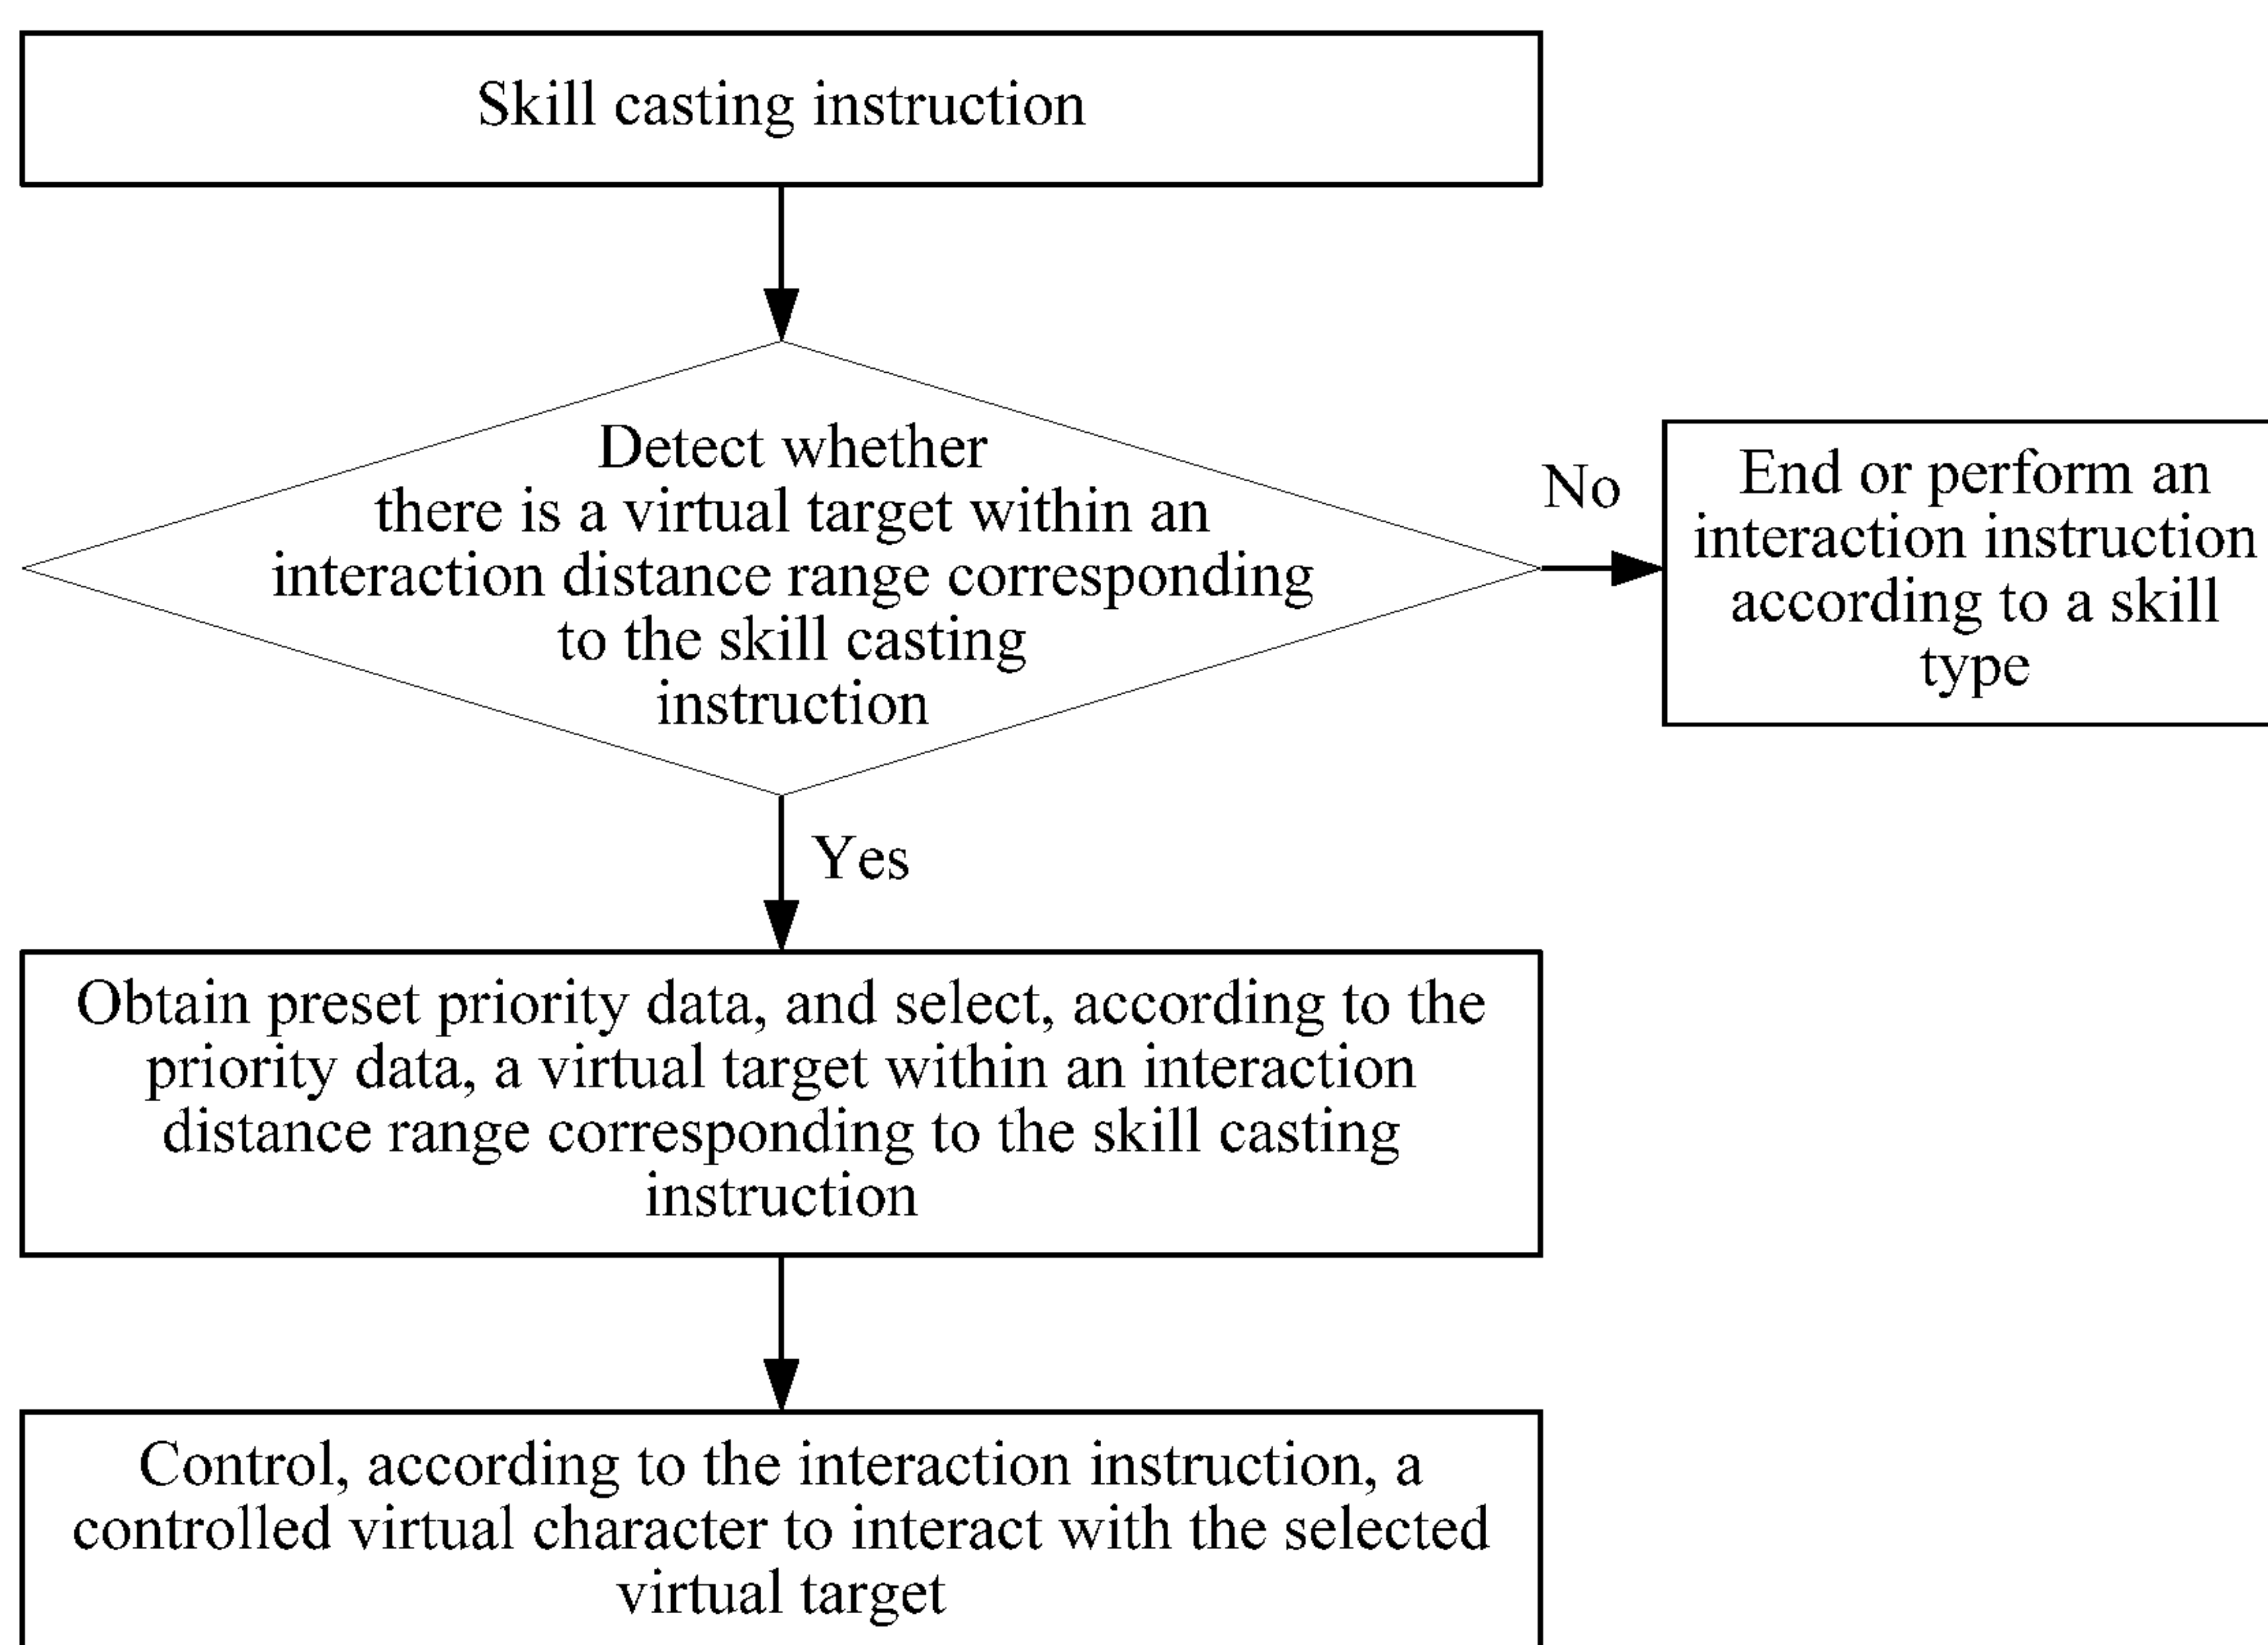 Skill casting instruction
Detect whether
there is a virtual target within an
interaction distance range corresponding
to the skill casting
instruction
No
End or perform an
interaction instruction
according to a skill
type
Yes
Obtain preset priority data, and select, according to the
priority data, a virtual target within an interaction
distance range corresponding to the skill casting
instruction
Control, according to the interaction instruction, a
controlled virtual character to interact with the selected
virtual target